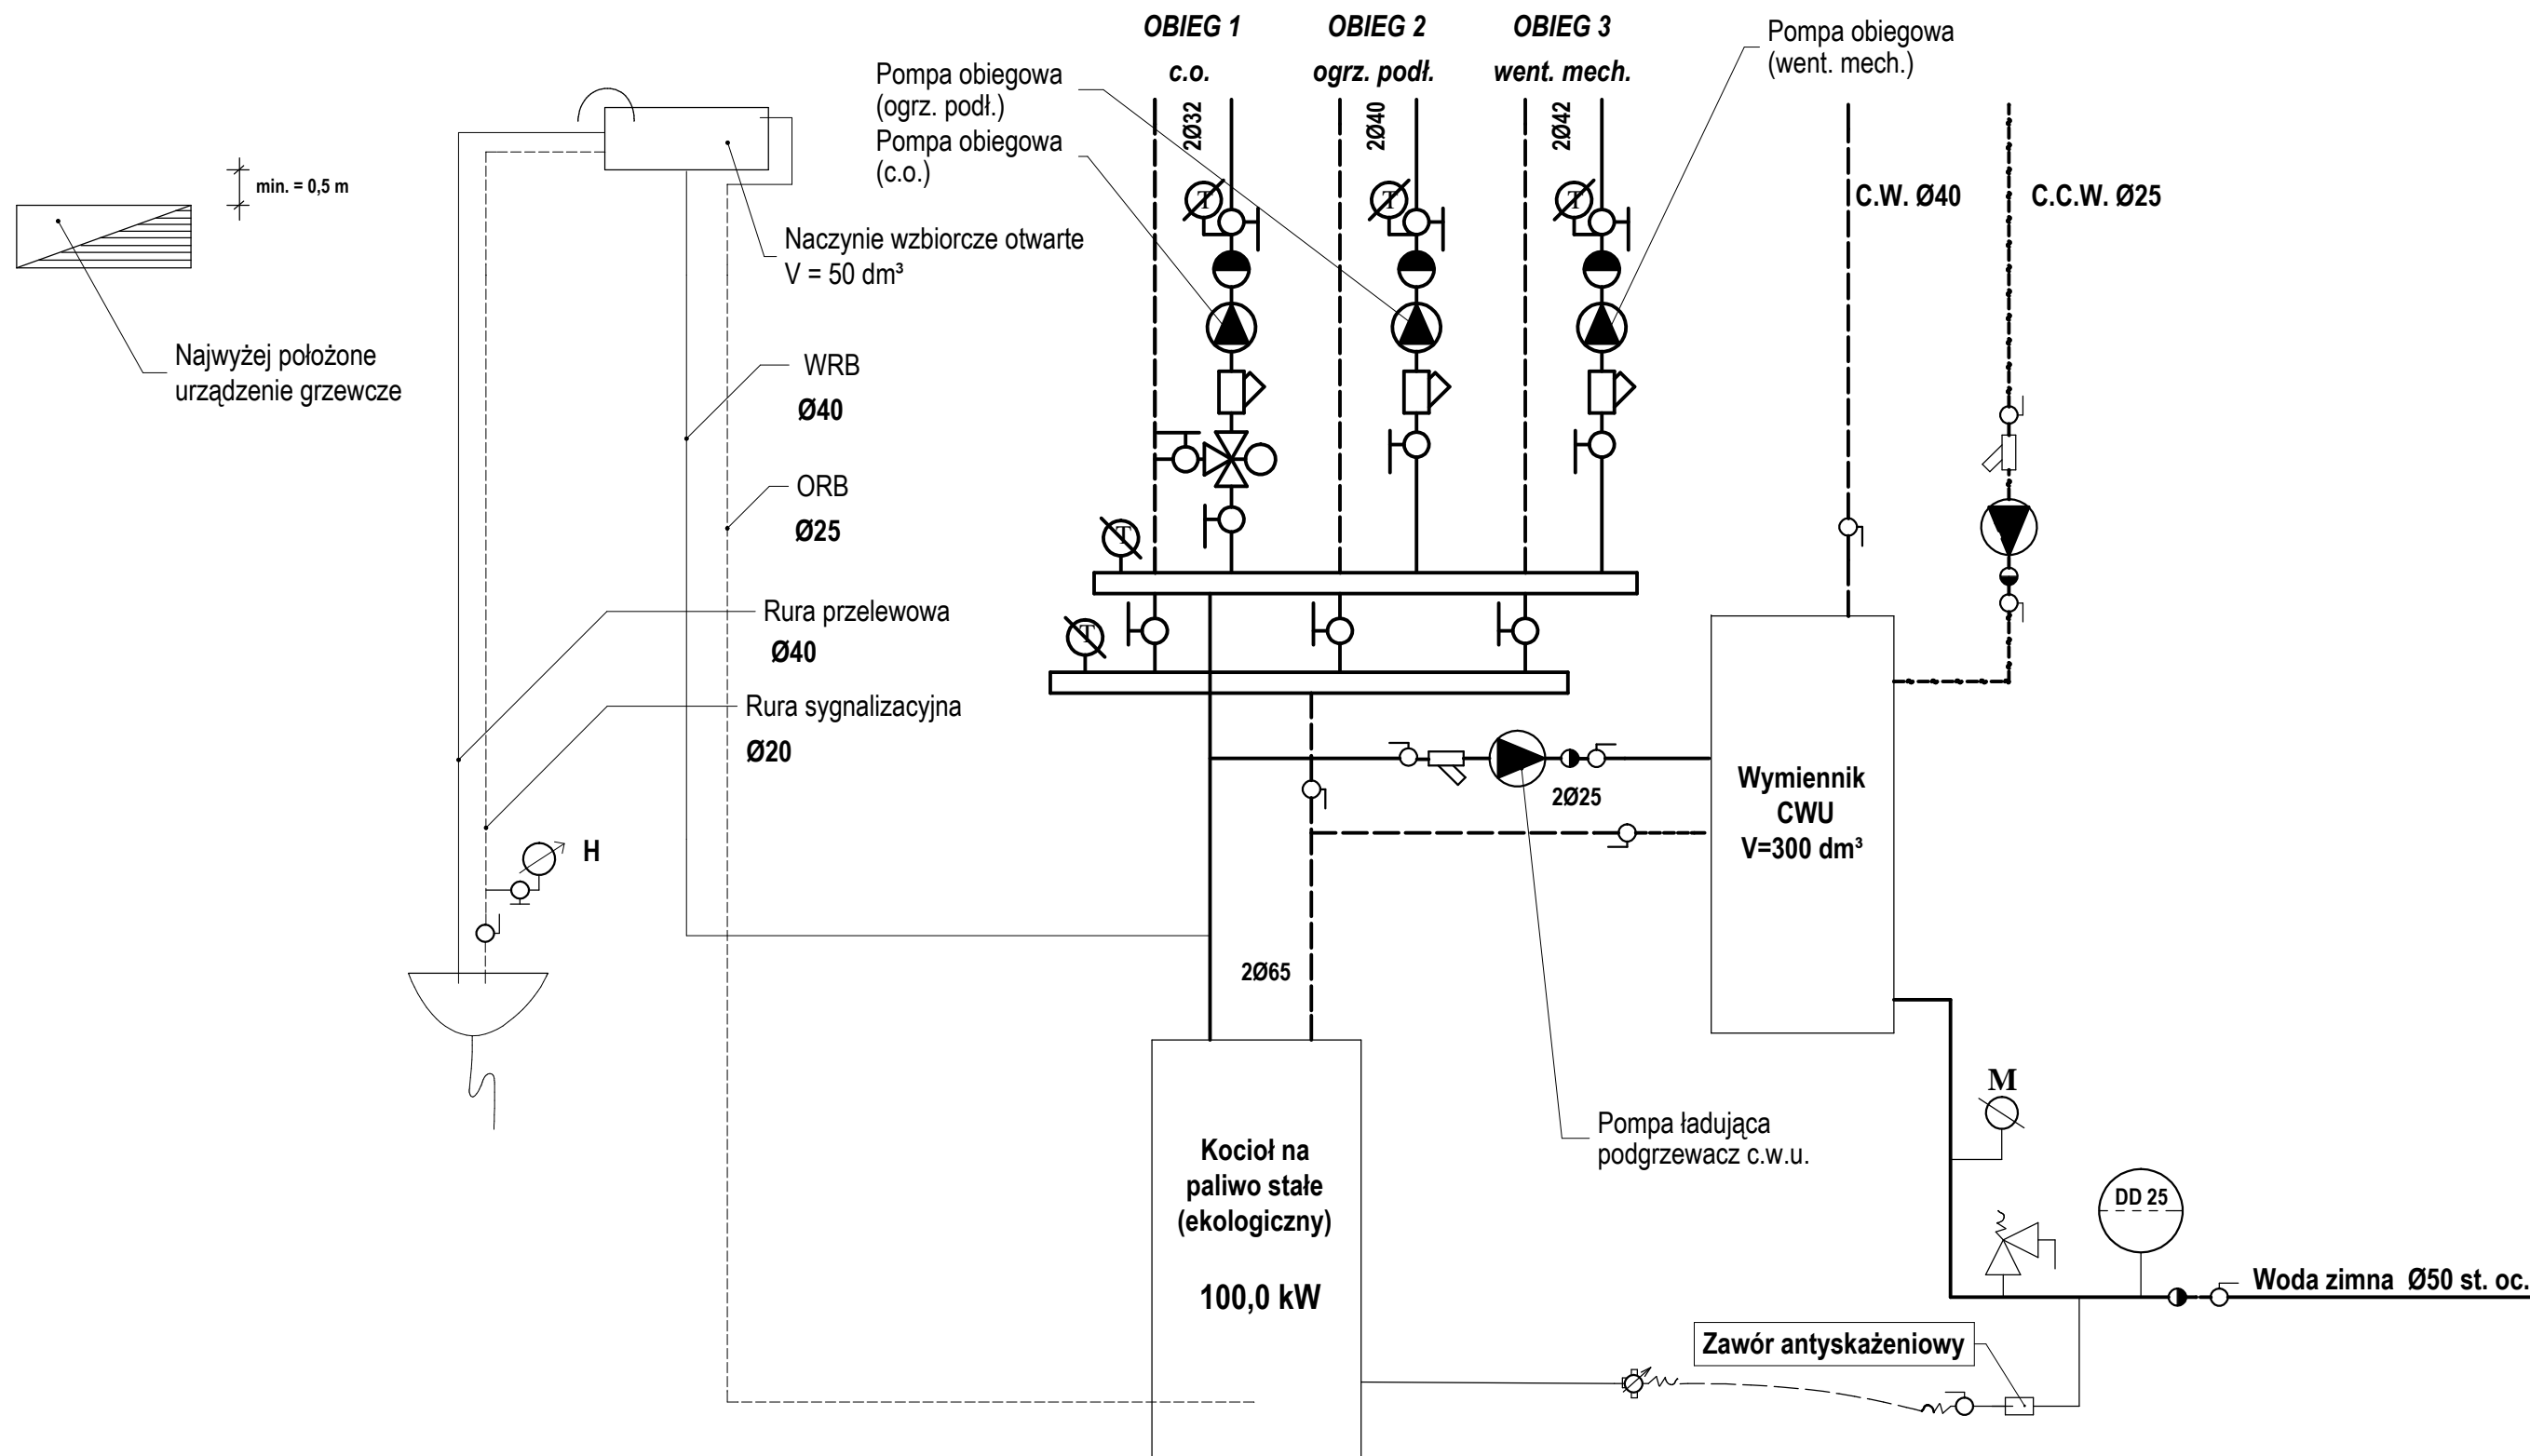 OBIEG 1
c.o.
OBIEG 2
ogrz. podł.
OBIEG 3
went. mech.
Pompa obiegowa
(went. mech.)
Pompa obiegowa
(ogrz. podł.)
Pompa obiegowa
(c.o.)
2Ø32
2Ø40
2Ø42
T
T
T
min. = 0,5 m
C.W. Ø40
C.C.W. Ø25
Naczynie wzbiorcze otwarte
V = 50 dm³
Najwyżej położone
urządzenie grzewcze
WRB
Ø40
ORB
Ø25
T
Rura przelewowa
Ø40
T
Rura sygnalizacyjna
Ø20
2Ø25
Wymiennik
CWU
V=300 dm³
H
2Ø65
M
Pompa ładująca
podgrzewacz c.w.u.
Kocioł na
paliwo stałe
(ekologiczny)
100,0 kW
DD 25
Woda zimna Ø50 st. oc.
Zawór antyskażeniowy